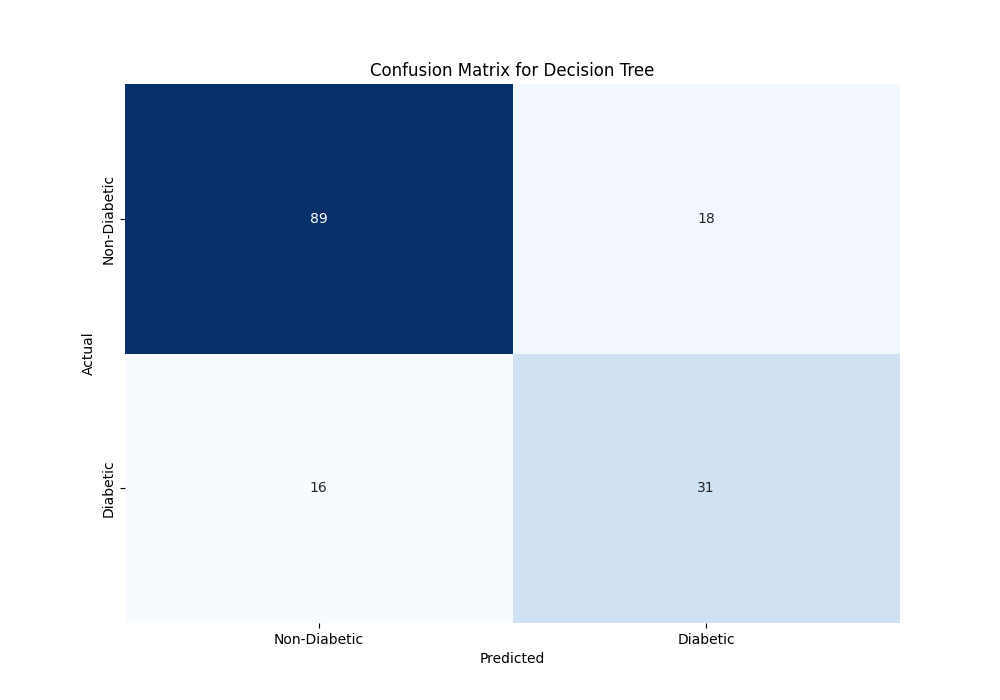 Confusion Matrix for Decision Tree
Actual
Non-Diabetic
89
18
Diabetic
16
31
Non-Diabetic
Diabetic
Predicted